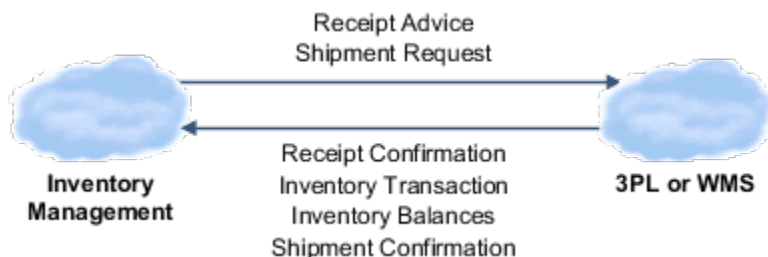 Receipt Advice
Shipment Request
Receipt Confirmation
Inventory Transaction
Inventory Balances
Shipment Confirmation
Inventory
Management
3PL or WMS